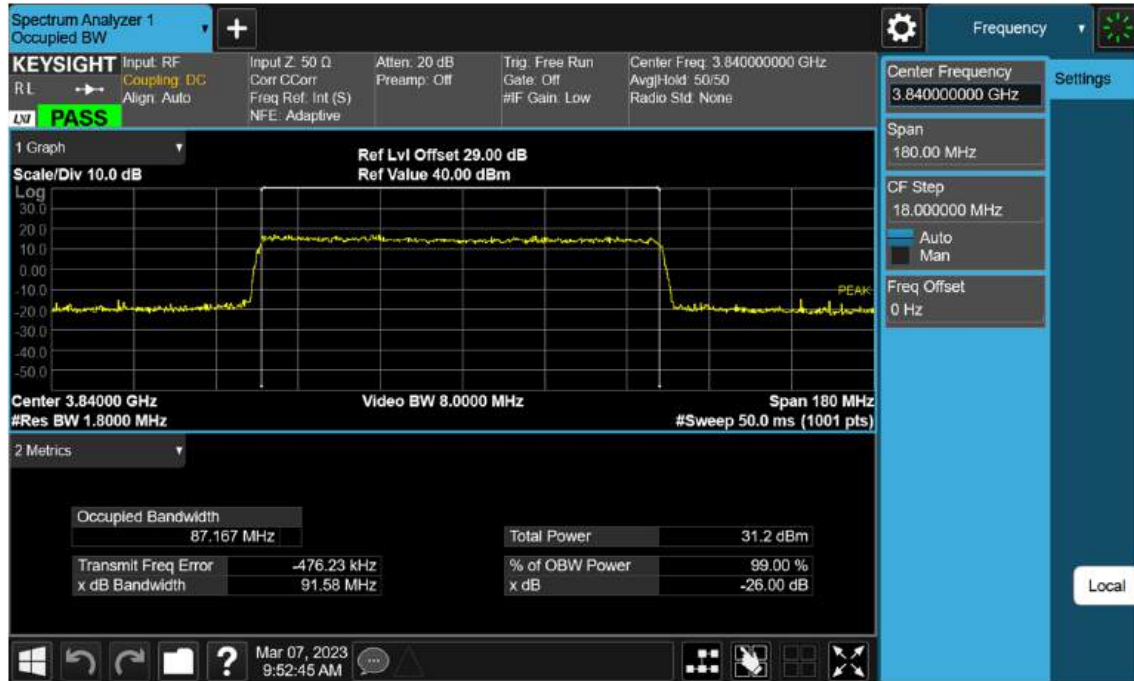 Spectrum Analyzer 1
Occupied BW
+
Frequency
KEYSIGHT
RL
LXI
PASS
Input: RF
Coupling: DC
Align: Auto
Input Z: 50 Ω
Corr CCorr
Freq Ref: Int (S)
NFE: Adaptive
Atten: 20 dB
Preamp: Off
Trig: Free Run
Gate: Off
#IF Gain: Low
Center Freq: 3.840000000 GHz
Avg|Hold: 50/50
Radio Std: None
Center Frequency
3.840000000 GHz
Settings
Span
180.00 MHz
CF Step
18.000000 MHz
Auto
Man
Freq Offset
0 Hz
Local
1 Graph
Scale/Div 10.0 dB
Ref Lvl Offset 29.00 dB
Ref Value 40.00 dBm
Log
30.0
20.0
10.0
0.00
-10.0
-20.0
-30.0
-40.0
-50.0
PEAK
Center 3.84000 GHz
#Res BW 1.8000 MHz
Video BW 8.0000 MHz
Span 180 MHz
#Sweep 50.0 ms (1001 pts)
2 Metrics
Occupied Bandwidth
87.167 MHz
Total Power 31.2 dBm
Transmit Freq Error -476.23 kHz
% of OBW Power 99.00 %
x dB Bandwidth 91.58 MHz
x dB -26.00 dB
?
Mar 07, 2023
9:52:45 AM